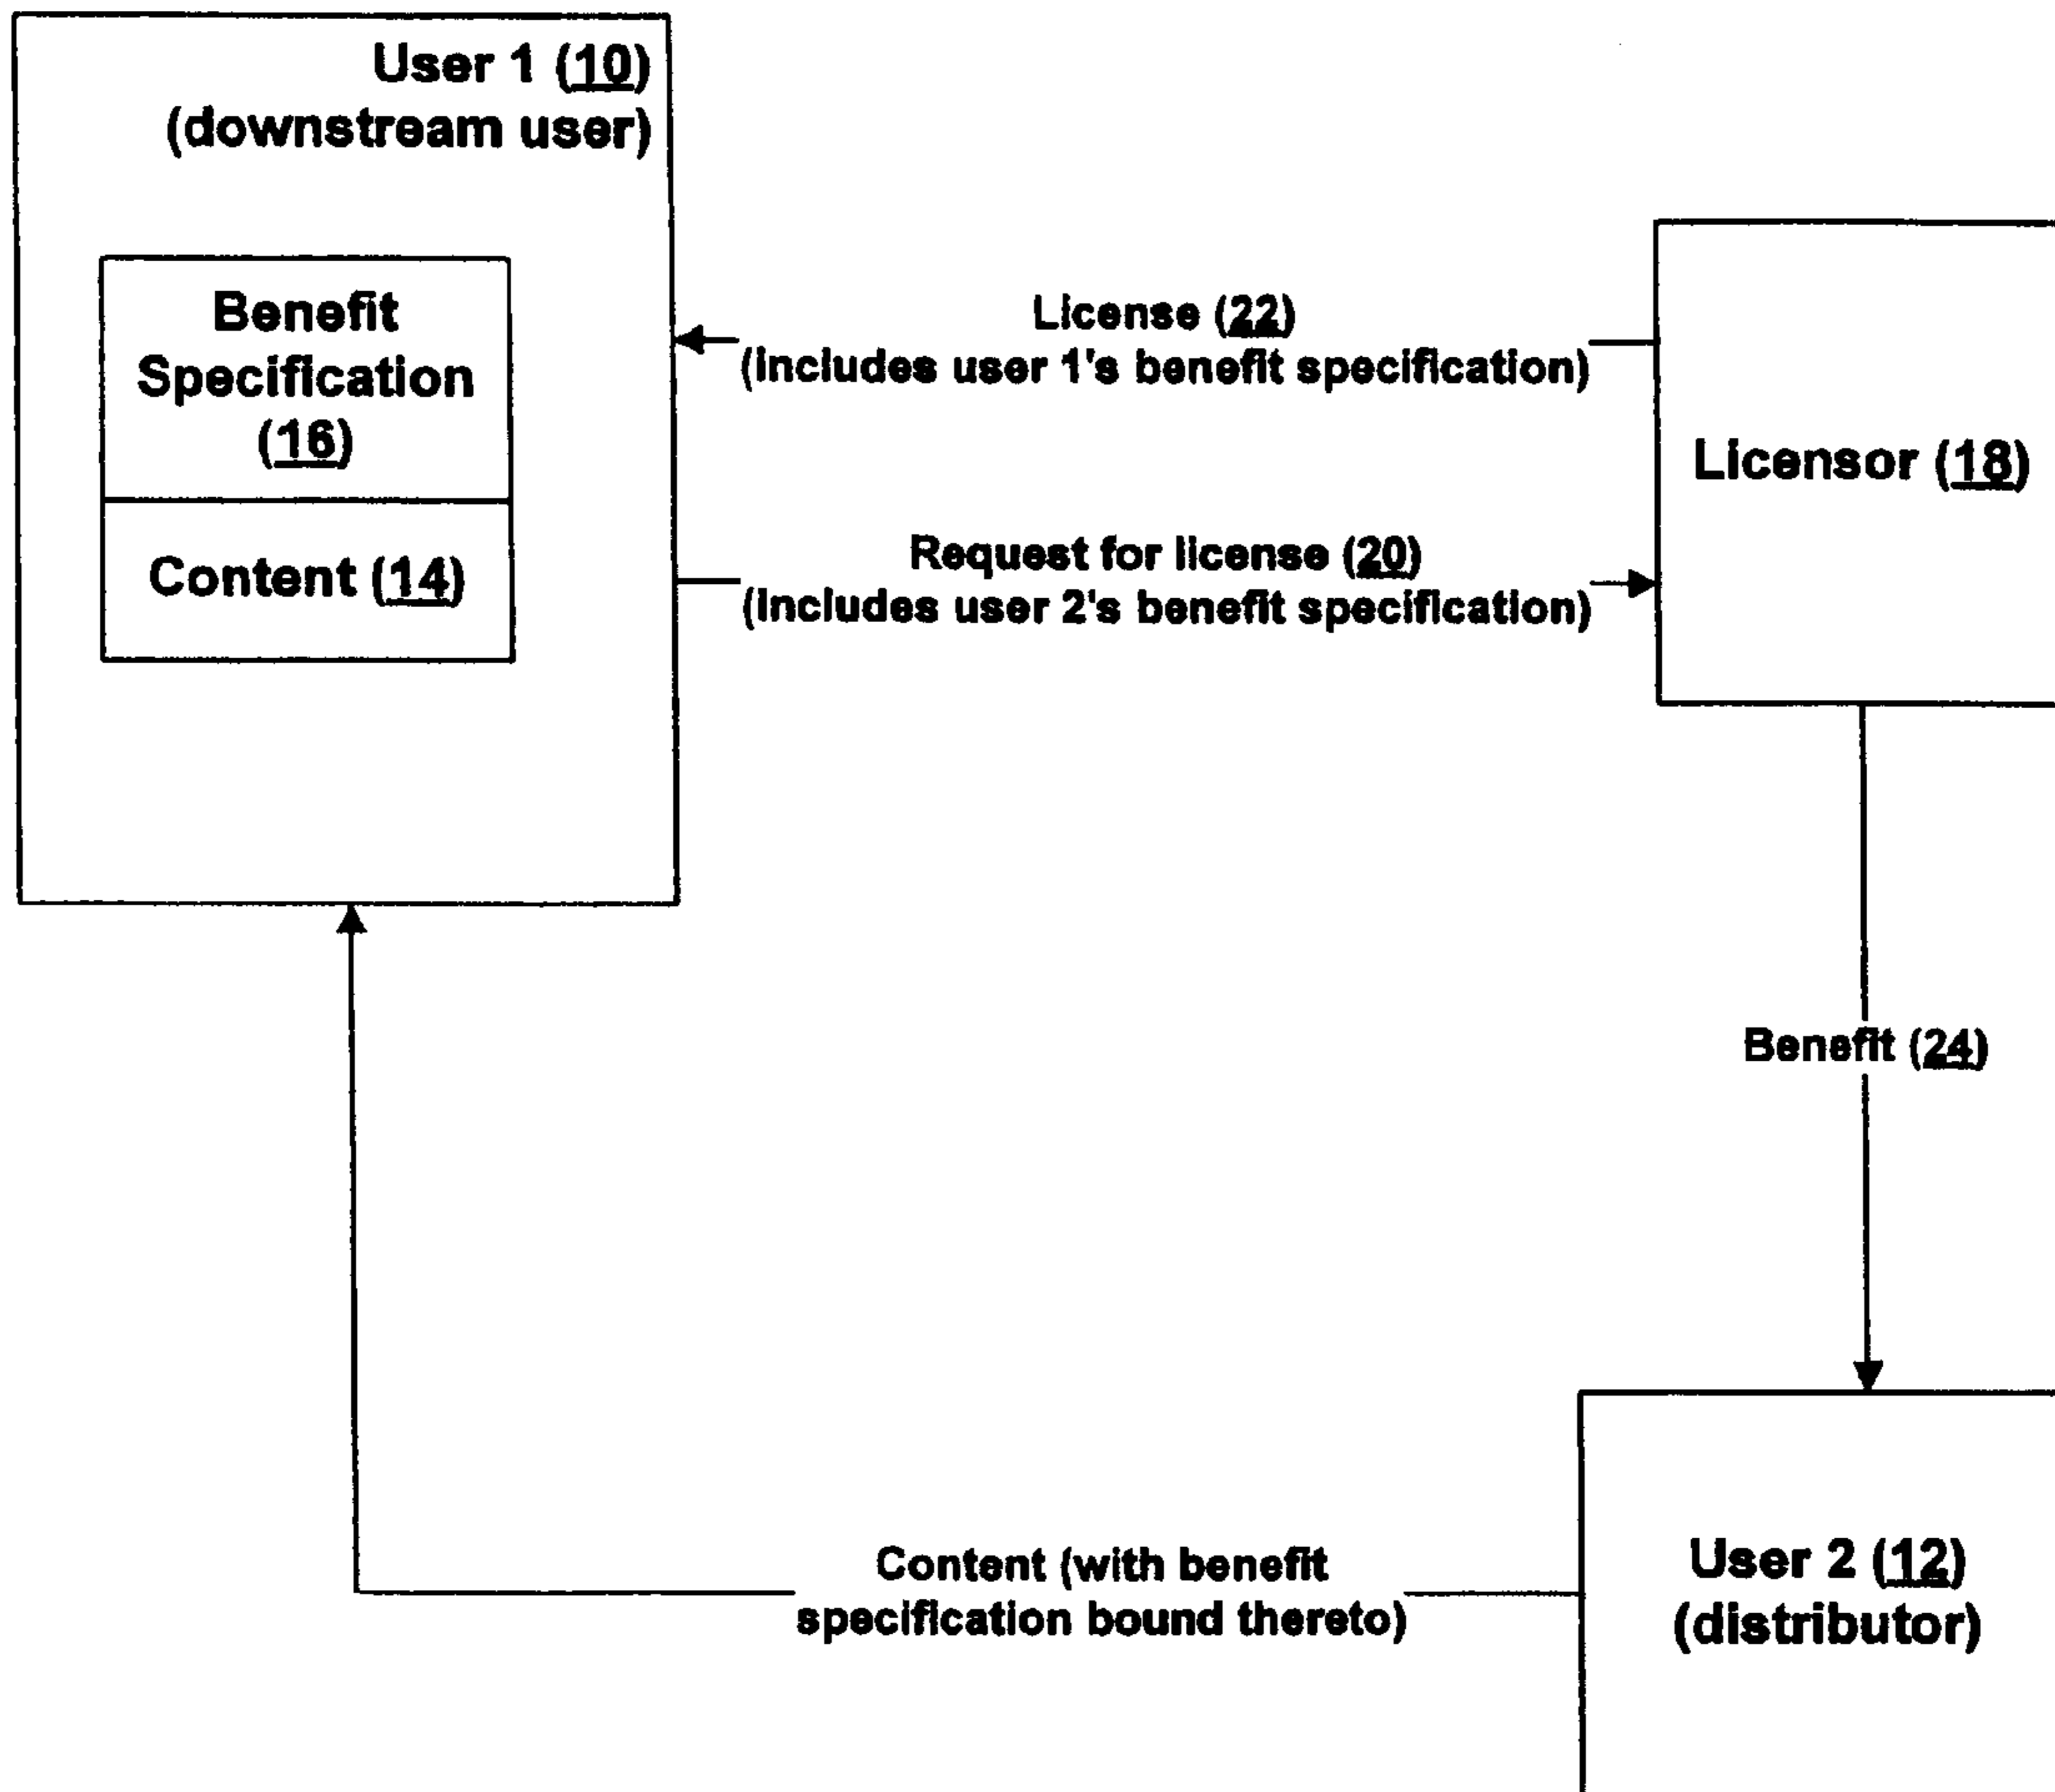 User 1 (10)
(downstream user)
Benefit
Specification
(16)
Content (14)
License (22)
(includes user 1's benefit specification)
Request for license (20)
(includes user 2's benefit specification)
Licensor (18)
Benefit (24)
Content (with benefit
specification bound thereto)
User 2 (12)
(distributor)